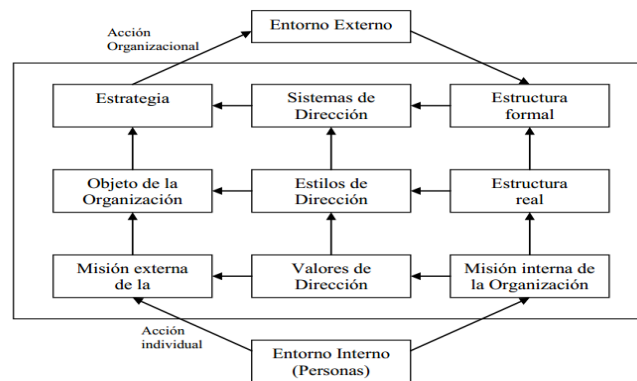 Acción
Organizacional
Entorno Externo
Estrategia
Sistemas de
Dirección
Estructura
formal
Objeto de la
Organización
Estilos de
Dirección
Estructura
real
Misión externa
de la
Valores de
Dirección
Misión interna de
la Organización
Acción
individual
Entorno Interno
(Personas)